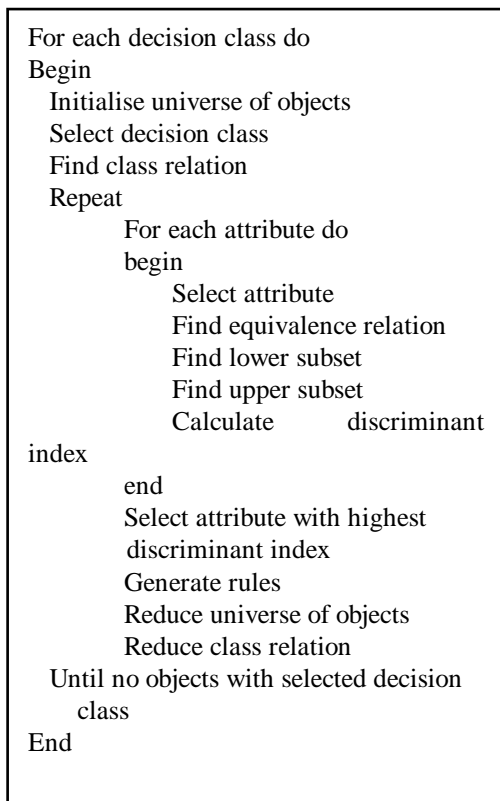 For each decision class do
Begin
Initialise universe of objects
Select decision class
Find class relation
Repeat
For each attribute do
begin
Select attribute
Find equivalence relation
Find lower subset
Find upper subset
Calculate discriminant
index
end
Select attribute with highest
discriminant index
Generate rules
Reduce universe of objects
Reduce class relation
Until no objects with selected decision
class
End